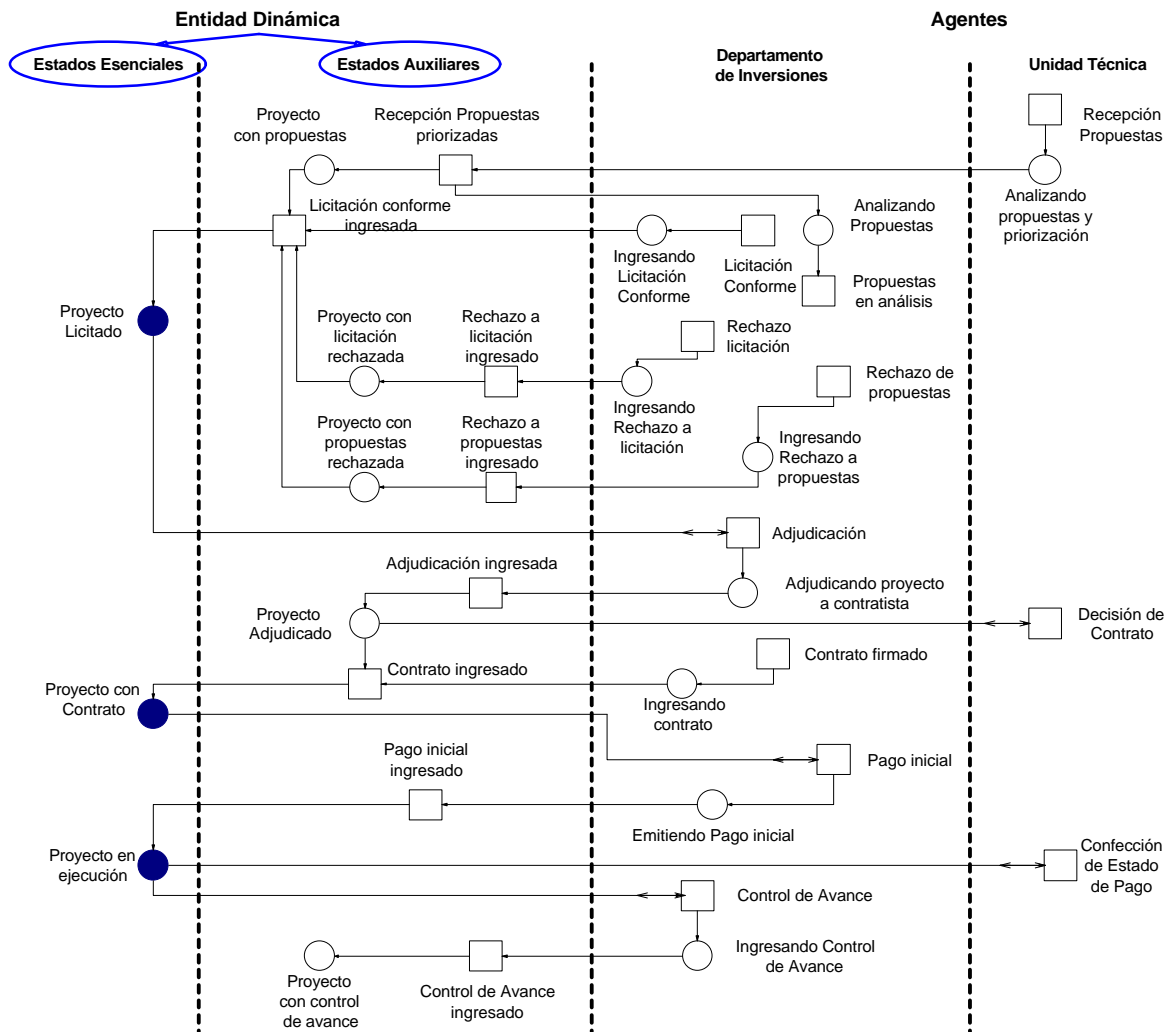 Entidad Dinámica
Agentes
Estados Esenciales
Estados Auxiliares
Departamento
de Inversiones
Unidad Técnica
Proyecto
con propuestas
Recepción Propuestas
priorizadas
Recepción
Propuestas
Licitación conforme
ingresada
Analizando
Propuestas
Analizando
propuestas y
priorización
Ingresando
Licitación
Conforme
Licitación
Conforme
Propuestas
en análisis
Proyecto
Licitado
Proyecto con
licitación
rechazada
Rechazo a
licitación
ingresado
Rechazo
licitación
Ingresando
Rechazo a
licitación
Rechazo de
propuestas
Proyecto con
propuestas
rechazada
Rechazo a
propuestas
ingresado
Ingresando
Rechazo a
propuestas
Adjudicación
Adjudicación ingresada
Adjudicando proyecto
a contratista
Proyecto
Adjudicado
Decisión de
Contrato
Contrato ingresado
Contrato firmado
Proyecto con
Contrato
Ingresando
contrato
Pago inicial
ingresado
Pago inicial
Emitiendo Pago inicial
Proyecto en
ejecución
Confección
de Estado
de Pago
Control de Avance
Ingresando Control
de Avance
Proyecto
con control
de avance
Control de Avance
ingresado